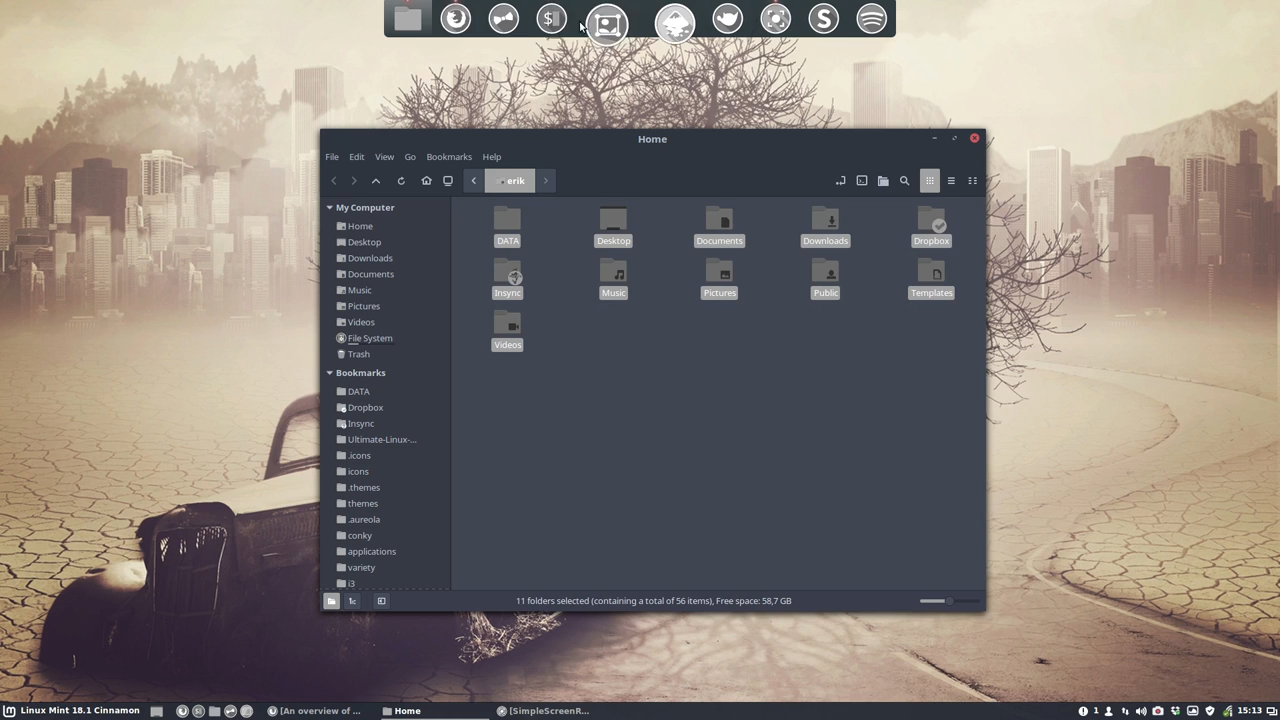 Home
File Edit View Go Bookmarks Help
erik
My Computer
Home
Desktop
Downloads
Documents
Music
Pictures
Videos
File System
Trash
Bookmarks
DATA
Dropbox
Insync
Ultimate-Linux-...
.icons
icons
.themes
themes
.aureola
conky
applications
variety
i3
DATA Desktop Documents Downloads Dropbox
Insync Music Pictures Public Templates
Videos
11 folders selected (containing a total of 56 items), Free space: 58,7 GB
Linux Mint 18.1 Cinnamon [An overview of ... Home [SimpleScreenR... 1 15:13